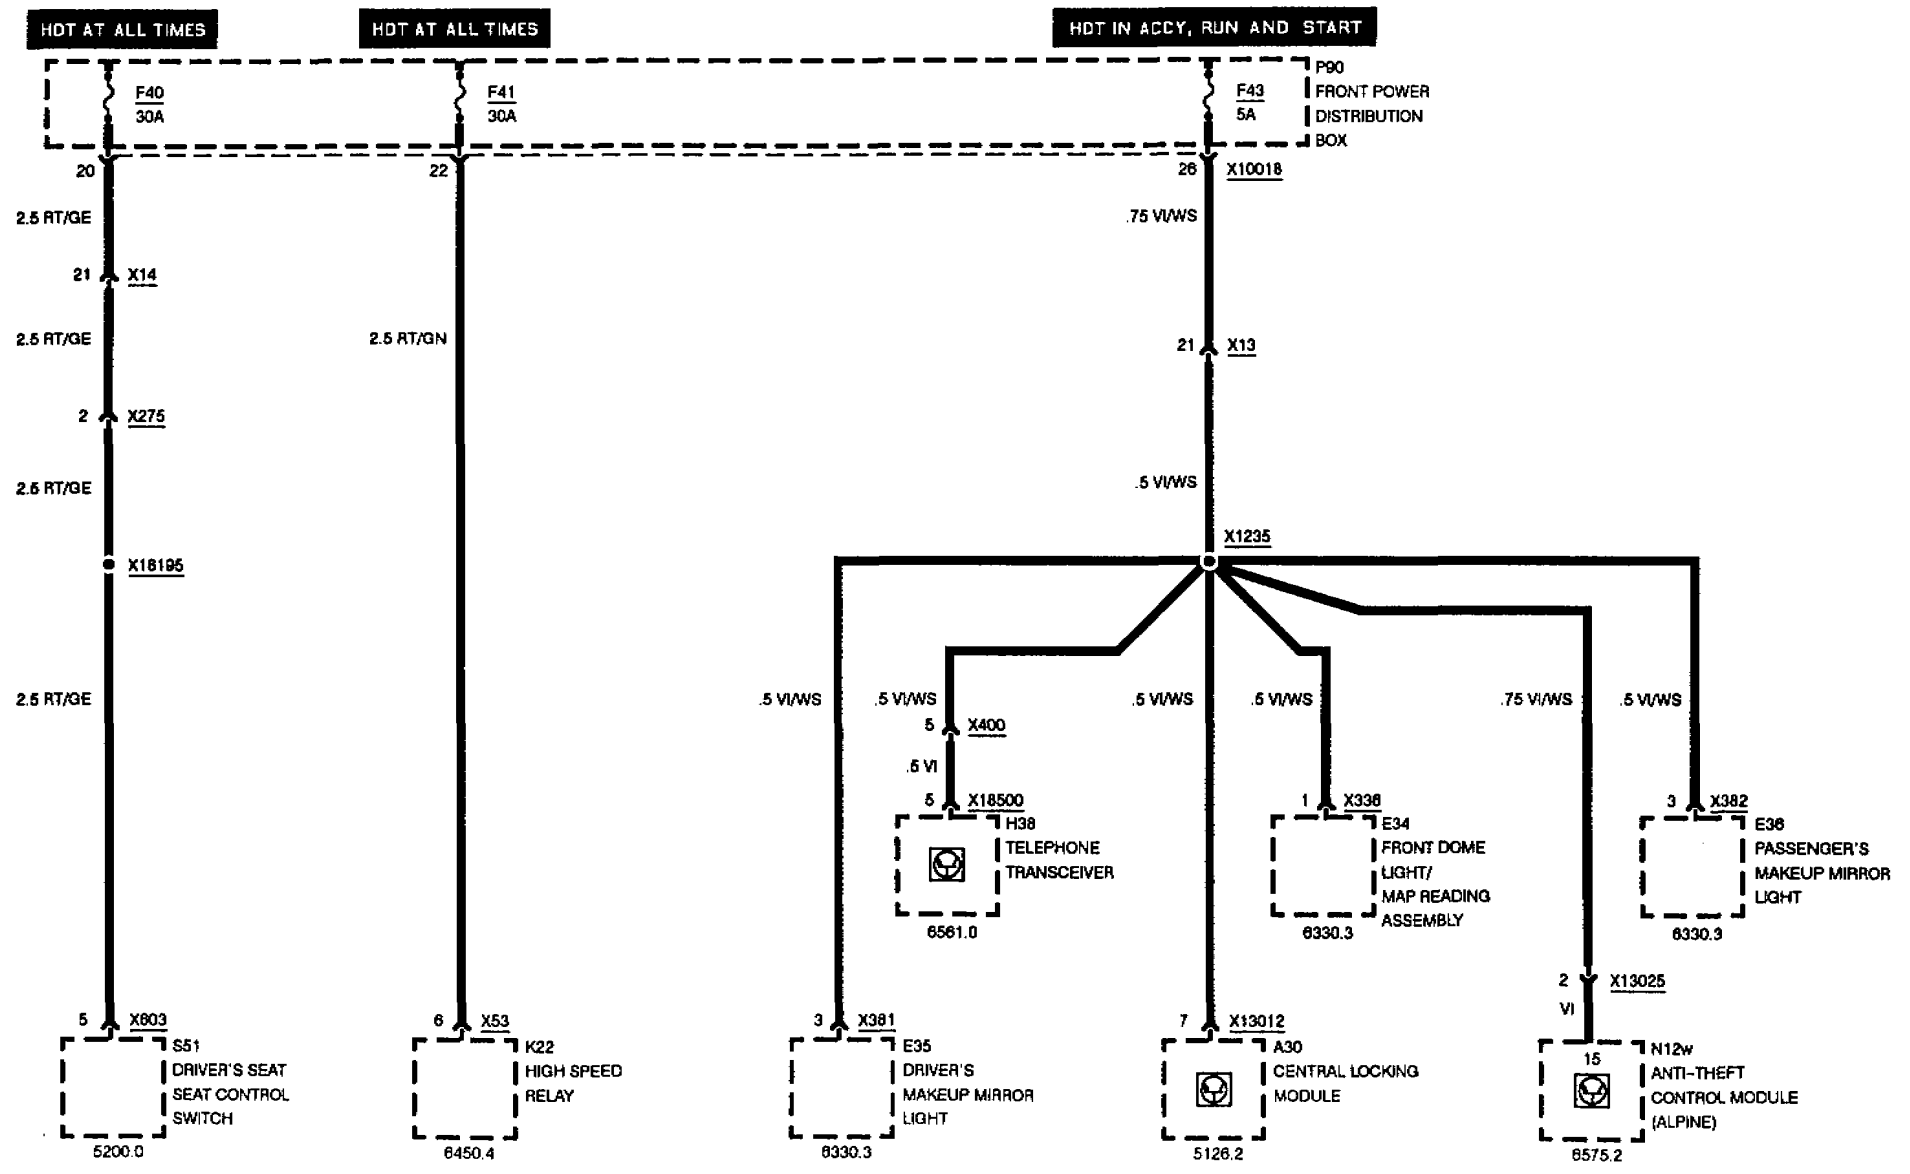 HOT AT ALL TIMES
HOT AT ALL TIMES
HOT IN ACCY, RUN AND START
F40
30A
F41
30A
F43
5A
P90
FRONT POWER
DISTRIBUTION
BOX
20
22
26
X10018
2.5 RT/GE
.75 VI/WS
21
X14
2.5 RT/GE
2.5 RT/GN
21
X13
2
X275
2.5 RT/GE
.5 VI/WS
X1235
X18195
2.5 RT/GE
.5 VI/WS
.5 VI/WS
.5 VI/WS
.5 VI/WS
.75 VI/WS
.5 VI/WS
5
X400
.5 VI
5
X18500
1
X336
3
X382
H38
TELEPHONE
TRANSCEIVER
6561.0
E34
FRONT DOME
LIGHT/
MAP READING
ASSEMBLY
6330.3
E36
PASSENGER'S
MAKEUP MIRROR
LIGHT
6330.3
2
X13025
VI
5
X803
6
X53
3
X381
7
X13012
S51
DRIVER'S SEAT
SEAT CONTROL
SWITCH
5200.0
K22
HIGH SPEED
RELAY
6450.4
E35
DRIVER'S
MAKEUP MIRROR
LIGHT
6330.3
A30
CENTRAL LOCKING
MODULE
5126.2
15
N12w
ANTI-THEFT
CONTROL MODULE
(ALPINE)
6575.2